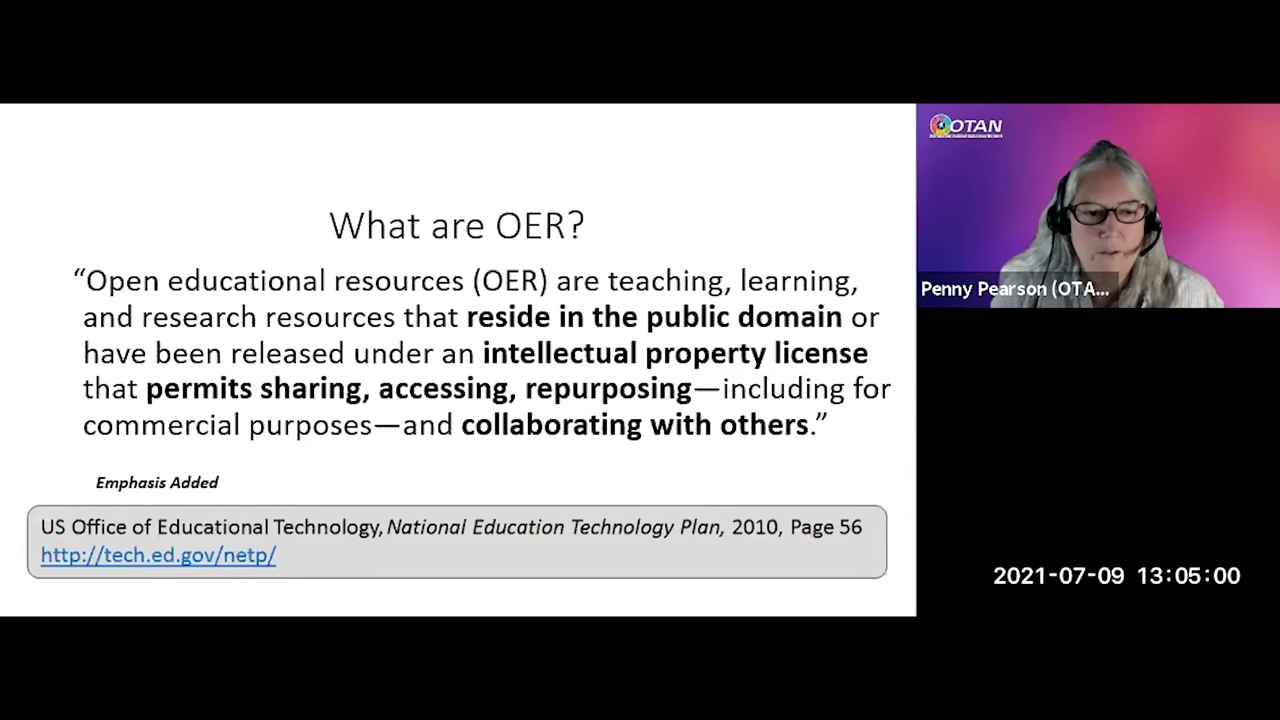 What are OER?
“Open educational resources (OER) are teaching, learning,
and research resources that reside in the public domain or
have been released under an intellectual property license
that permits sharing, accessing, repurposing—including for
commercial purposes—and collaborating with others.”
Emphasis Added
US Office of Educational Technology, National Education Technology Plan, 2010, Page 56
http://tech.ed.gov/netp/
OTAN
Penny Pearson (OTA...
2021-07-09 13:05:00